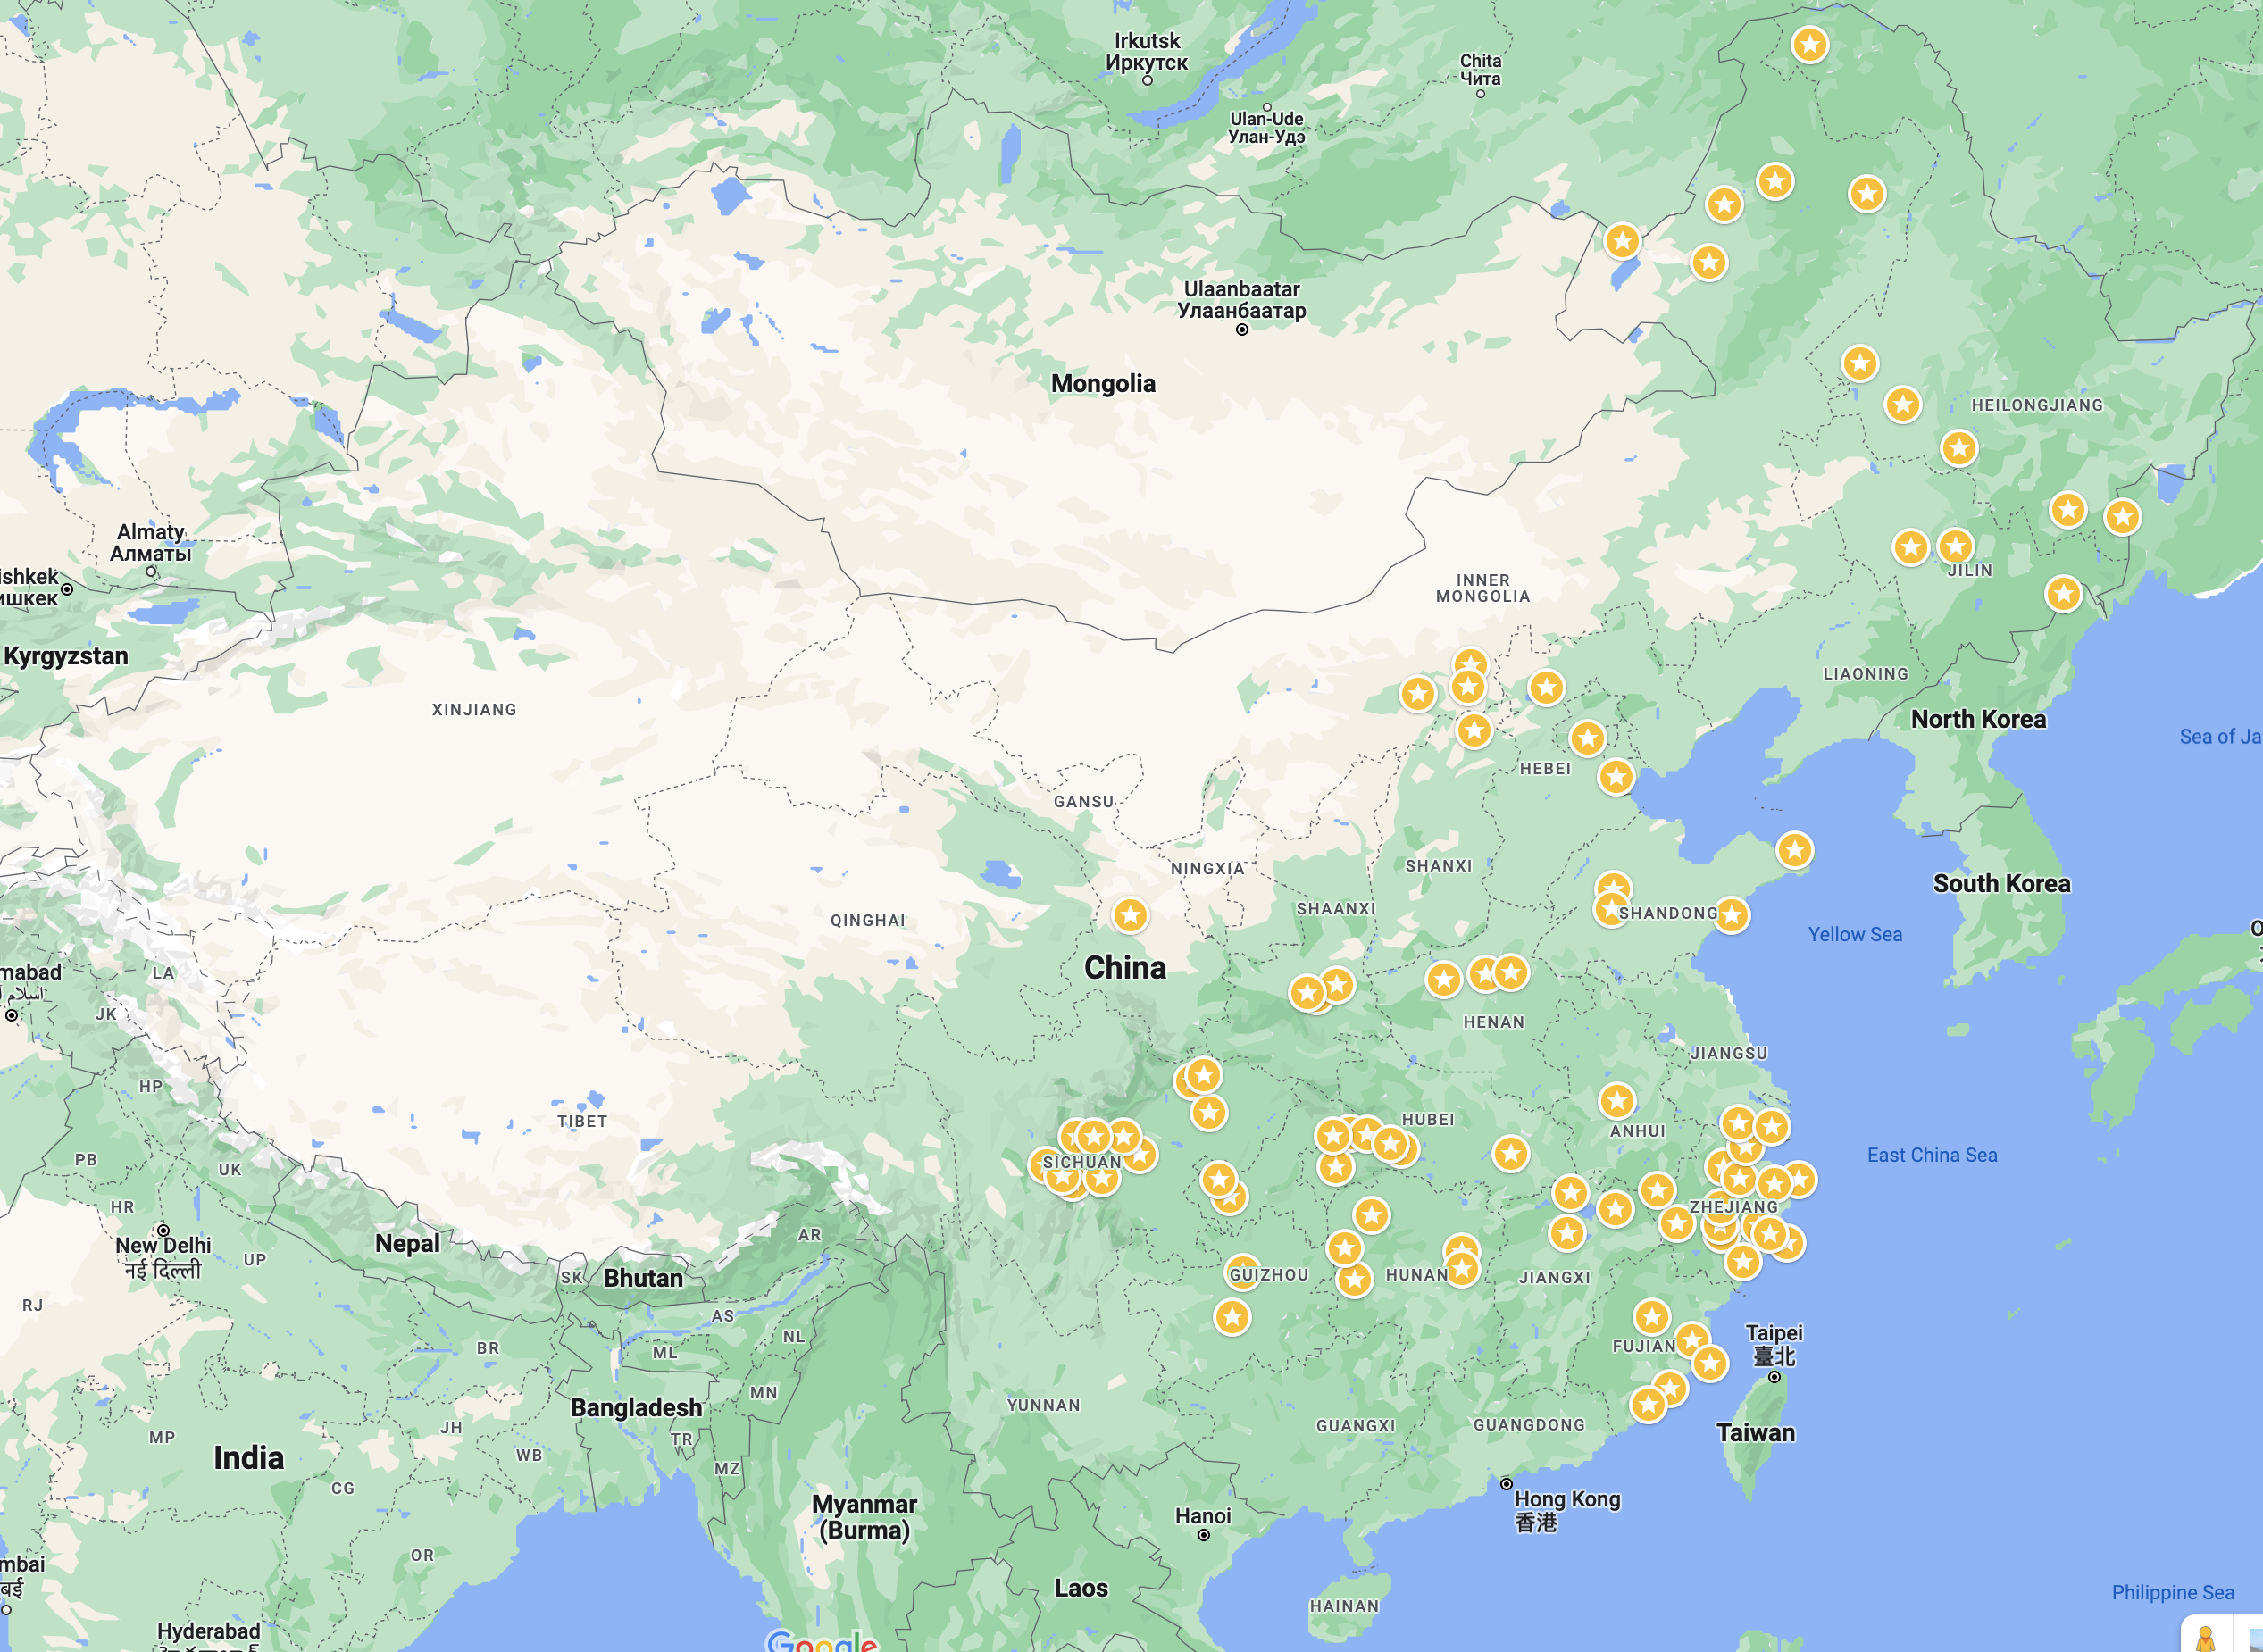 Irkutsk
Иркутск
Chita
Чита
Ulan-Ude
Улан-Удэ
Ulaanbaatar
Улаанбаатар
Mongolia
HEILONGJIANG
Almaty
Алматы
ishkek
ишкек
JILIN
INNER
MONGOLIA
Kyrgyzstan
LIAONING
XINJIANG
North Korea
Sea of Ja
HEBEI
GANSU
NINGXIA
SHANXI
South Korea
SHAANXI
SHANDONG
QINGHAI
Yellow Sea
China
LA
mabad
اسلام
JK
HENAN
JIANGSU
HP
TIBET
HUBEI
ANHUI
PB
SICHUAN
East China Sea
UK
HR
ZHEJIANG
New Delhi
नई दिल्ली
Nepal
AR
UP
SK
Bhutan
GUIZHOU
HUNAN
JIANGXI
RJ
AS
NL
Taipei
臺北
BR
ML
FUJIAN
MN
Bangladesh
YUNNAN
JH
GUANGXI
GUANGDONG
Taiwan
MP
TR
India
WB
MZ
CG
Hong Kong
香港
Myanmar
(Burma)
Hanoi
OR
mbai
बई
Laos
Philippine Sea
HAINAN
Hyderabad
Google